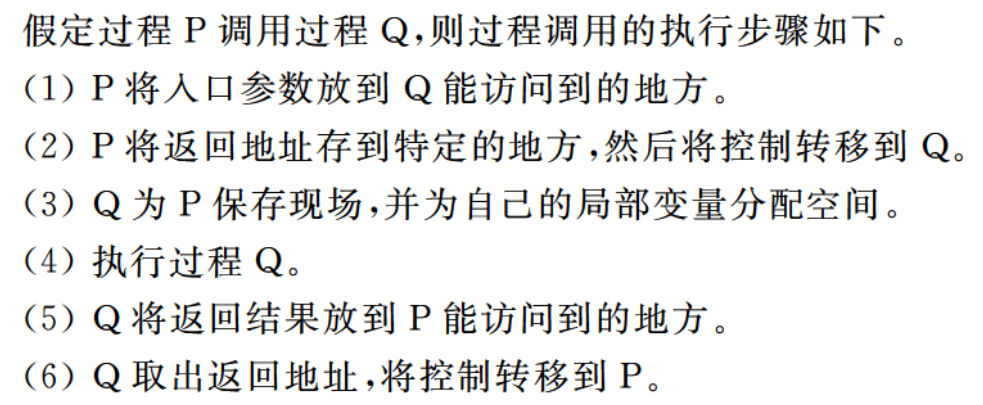 假定过程 P 调用过程 Q,则过程调用的执行步骤如下。
(1) P 将入口参数放到 Q 能访问到的地方。
(2) P 将返回地址存到特定的地方,然后将控制转移到 Q。
(3) Q 为 P 保存现场,并为自己的局部变量分配空间。
(4) 执行过程 Q。
(5) Q 将返回结果放到 P 能访问到的地方。
(6) Q 取出返回地址,将控制转移到 P。